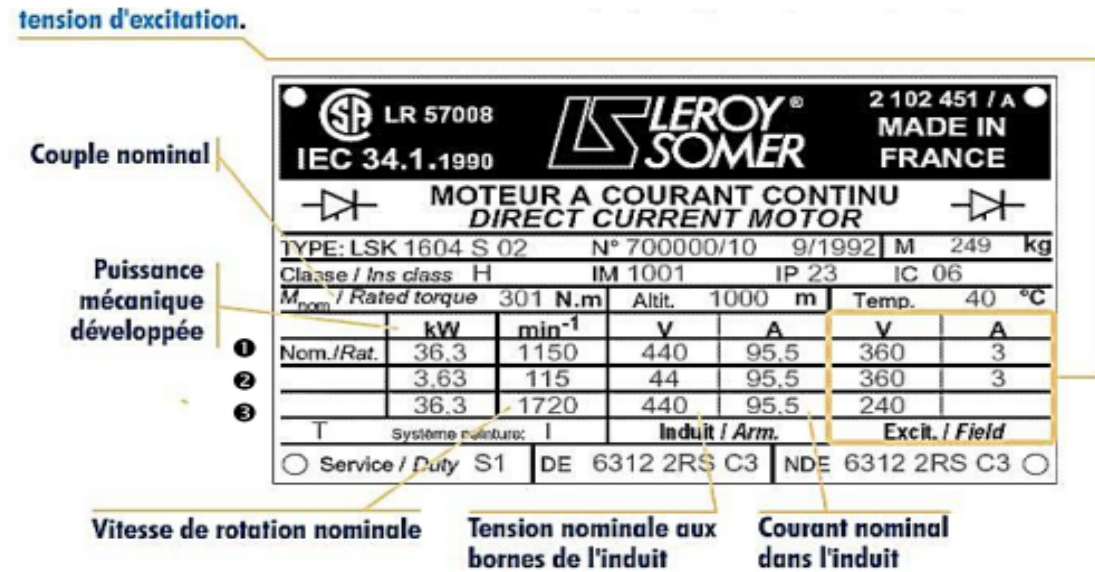 tension d'excitation.
LR 57008
LEROY®
SOMER
2 102 451 / A
MADE IN
FRANCE
IEC 34.1.1990
MOTEUR A COURANT CONTINU
DIRECT CURRENT MOTOR
TYPE: LSK 1604 S 02 N° 700000/10 9/1992 M 249 kg
Classe / Ins class H IM 1001 IP 23 IC 06
Mnom / Rated torque 301 N.m Altit. 1000 m Temp. 40 °C
kW min-1 V A V A
❶ Nom./Rat. 36,3 1150 440 95,5 360 3
❷ 3,63 115 44 95,5 360 3
❸ 36,3 1720 440 95,5 240
T Système peinture: I Induit / Arm. Excit. / Field
Service / Duty S1 DE 6312 2RS C3 NDE 6312 2RS C3
Couple nominal
Puissance
mécanique
développée
Vitesse de rotation nominale
Tension nominale aux
bornes de l'induit
Courant nominal
dans l'induit